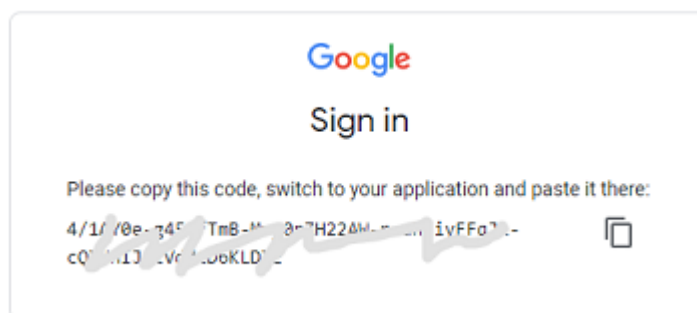 Google
Sign in
Please copy this code, switch to your application and paste it there: